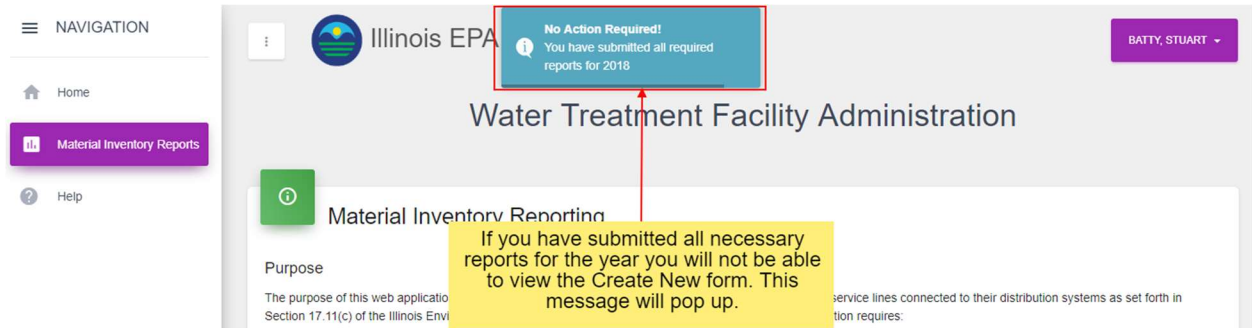 NAVIGATION
Home
Material Inventory Reports
Help
Illinois EPA
No Action Required!
You have submitted all required
reports for 2018
BATTY, STUART
Water Treatment Facility Administration
Material Inventory Reporting
If you have submitted all necessary
reports for the year you will not be able
to view the Create New form. This
message will pop up.
Purpose
The purpose of this web applicatio service lines connected to their distribution systems as set forth in
Section 17.11(c) of the Illinois Envi tion requires: